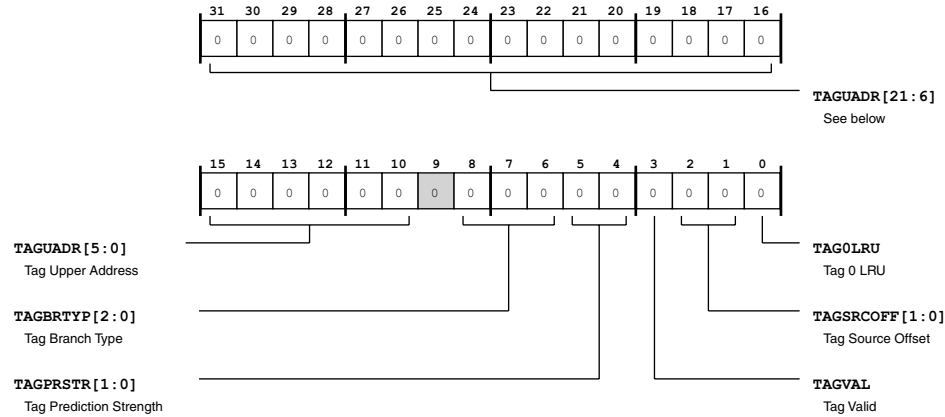 31 30 29 28 27 26 25 24 23 22 21 20 19 18 17 16
0 0 0 0 0 0 0 0 0 0 0 0 0 0 0 0
TAGUADR[21:6]
See below
15 14 13 12 11 10 9 8 7 6 5 4 3 2 1 0
0 0 0 0 0 0 0 0 0 0 0 0 0 0 0 0
TAGUADR[5:0]
Tag Upper Address
TAG0LRU
Tag 0 LRU
TAGBRTYP[2:0]
Tag Branch Type
TAGSRCOFF[1:0]
Tag Source Offset
TAGPRSTR[1:0]
Tag Prediction Strength
TAGVAL
Tag Valid